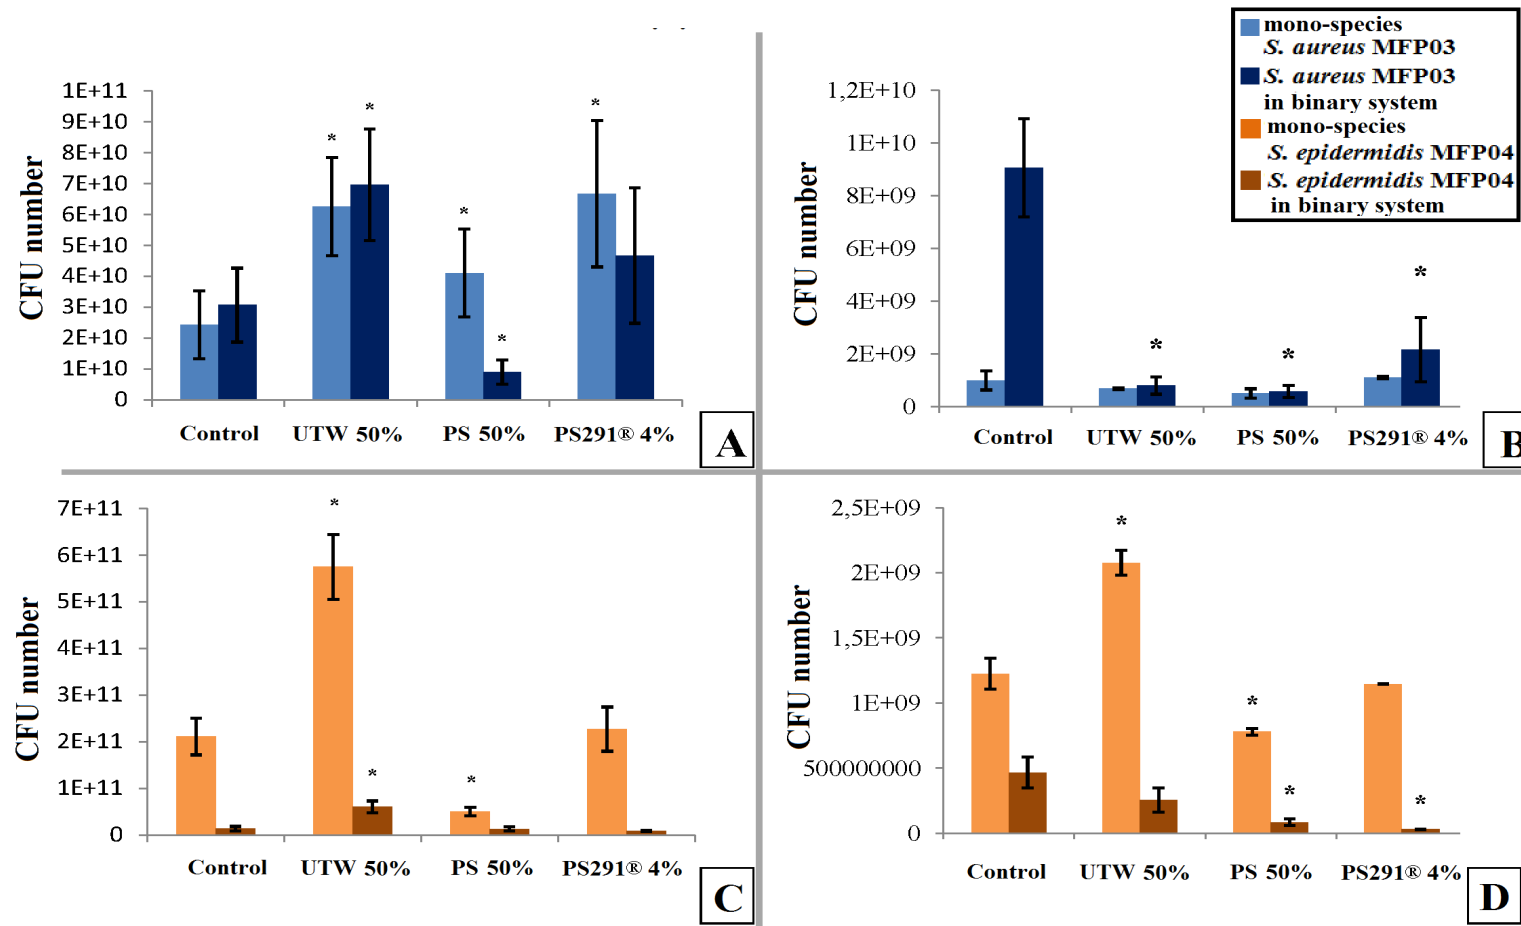 mono-species
S. aureus MFP03
S. aureus MFP03
in binary system
mono-species
S. epidermidis MFP04
S. epidermidis MFP04
in binary system
CFU number
1E+11
9E+10
8E+10
7E+10
6E+10
5E+10
4E+10
3E+10
2E+10
1E+10
0
* * * * *
Control UTW 50% PS 50% PS291® 4%
A
CFU number
1,2E+10
1E+10
8E+09
6E+09
4E+09
2E+09
0
* * *
Control UTW 50% PS 50% PS291® 4%
B
CFU number
7E+11
6E+11
5E+11
4E+11
3E+11
2E+11
1E+11
0
* * *
Control UTW 50% PS 50% PS291® 4%
C
CFU number
2,5E+09
2E+09
1,5E+09
1E+09
500000000
0
* * * *
Control UTW 50% PS 50% PS291® 4%
D